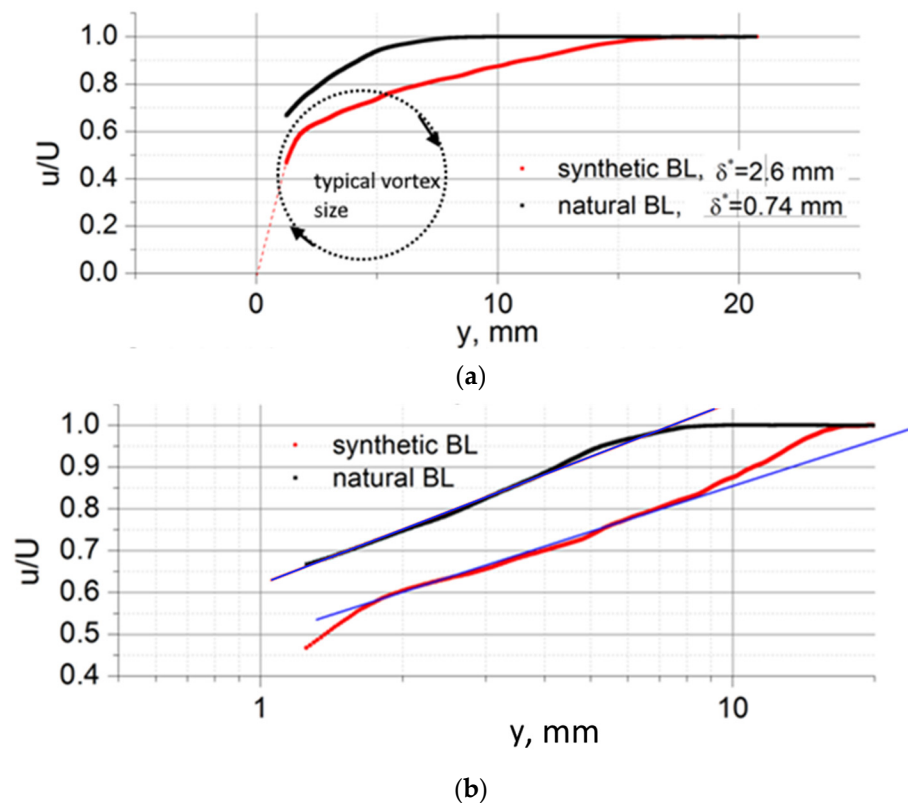 1.0
0.8
0.6
0.4
0.2
0.0
u/U
typical vortex
size
synthetic BL, δ*=2.6 mm
natural BL, δ*=0.74 mm
0 10 20
y, mm
(a)
1.0
0.9
0.8
0.7
0.6
0.5
0.4
u/U
synthetic BL
natural BL
1 10
y, mm
(b)